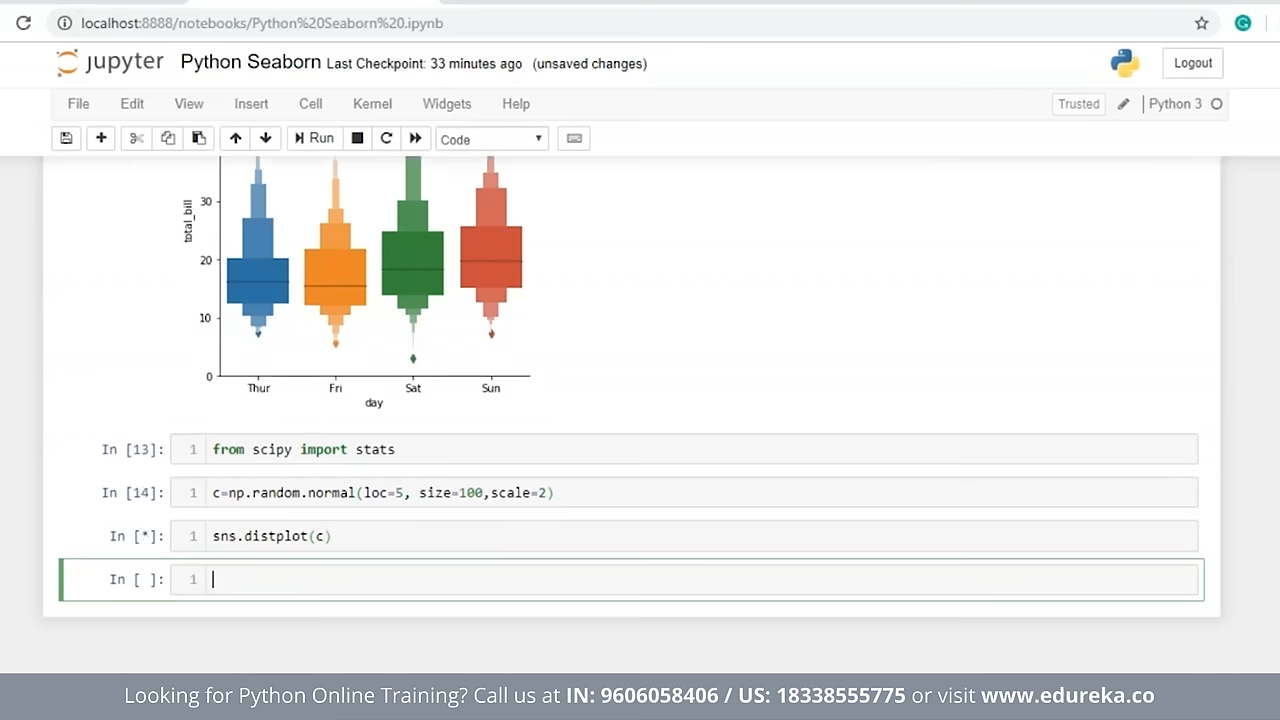 localhost:8888/notebooks/Python%20Seaborn%20.ipynb
jupyter Python Seaborn Last Checkpoint: 33 minutes ago (unsaved changes) Logout
File Edit View Insert Cell Kernel Widgets Help Trusted Python 3
Run Code
total_bill
30
20
10
0
Thur Fri Sat Sun
day
In [13]: 1 from scipy import stats
In [14]: 1 c=np.random.normal(loc=5, size=100,scale=2)
In [*]: 1 sns.distplot(c)
In [ ]: 1
Looking for Python Online Training? Call us at IN: 9606058406 / US: 18338555775 or visit www.edureka.co